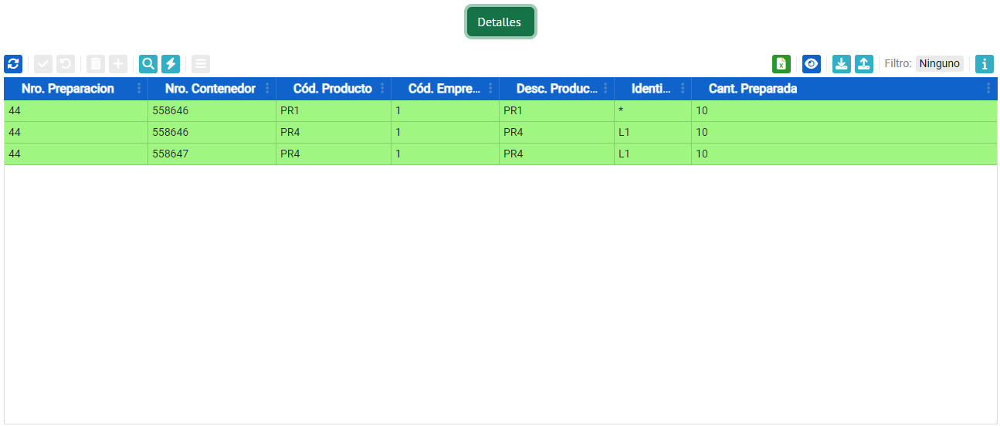 Detalles
Filtro: Ninguno
Nro. Preparacion Nro. Contenedor Cód. Producto Cód. Empre... Desc. Produc... Identi... Cant. Preparada
44 558646 PR1 1 PR1 * 10
44 558646 PR4 1 PR4 L1 10
44 558647 PR4 1 PR4 L1 10